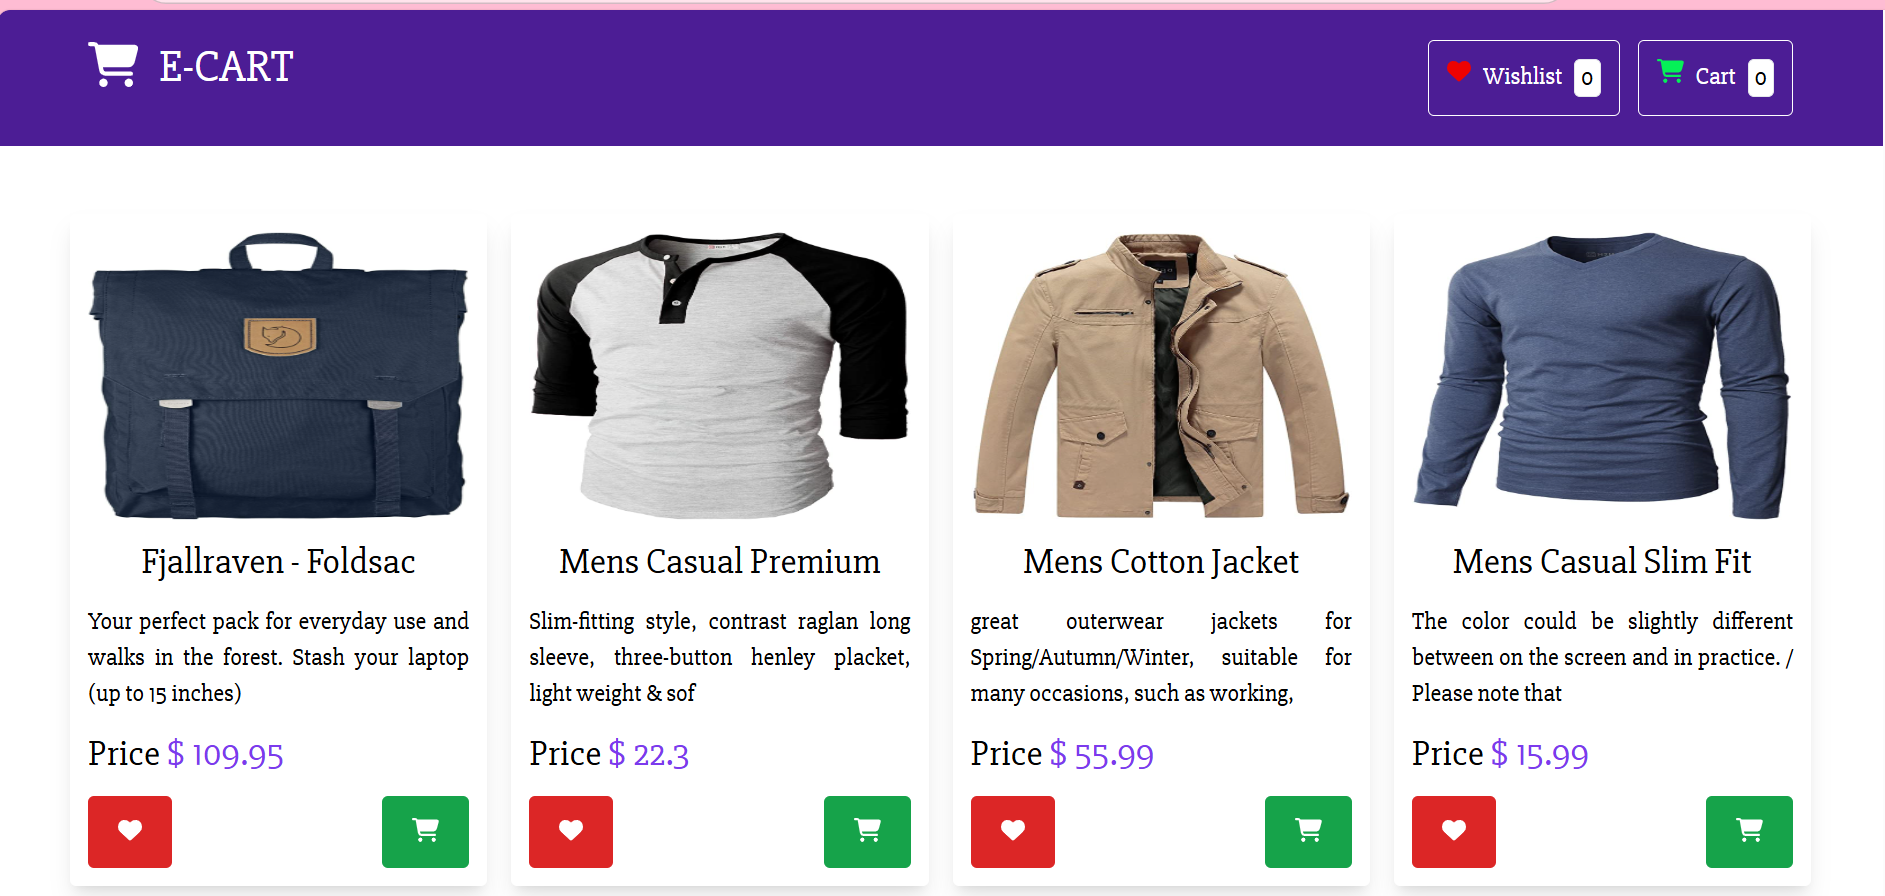 E-CART
Wishlist 0
Cart 0
Fjallraven - Foldsac
Your perfect pack for everyday use and
walks in the forest. Stash your laptop
(up to 15 inches)
Price $ 109.95
Mens Casual Premium
Slim-fitting style, contrast raglan long
sleeve, three-button henley placket,
light weight & sof
Price $ 22.3
Mens Cotton Jacket
great outerwear jackets for
Spring/Autumn/Winter, suitable for
many occasions, such as working,
Price $ 55.99
Mens Casual Slim Fit
The color could be slightly different
between on the screen and in practice. /
Please note that
Price $ 15.99